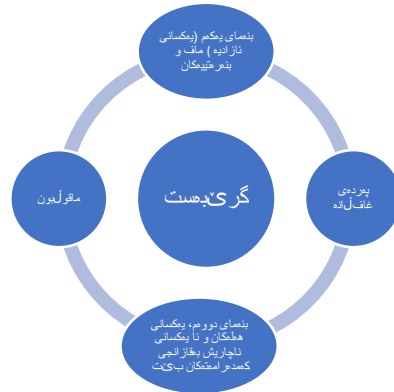 بنەمای یەکەم (یەکسانی
ئازادیە) ماف و
بنەرەتییەکان
پەردەی
غافڵانە
گرێبەست
ماقوڵبون
بنەمای دووەم، یەکسانی
هەلەکان و نا یەکسانی
ناچاریش بەقازانجی
کەمدەرامەتەکان بێت